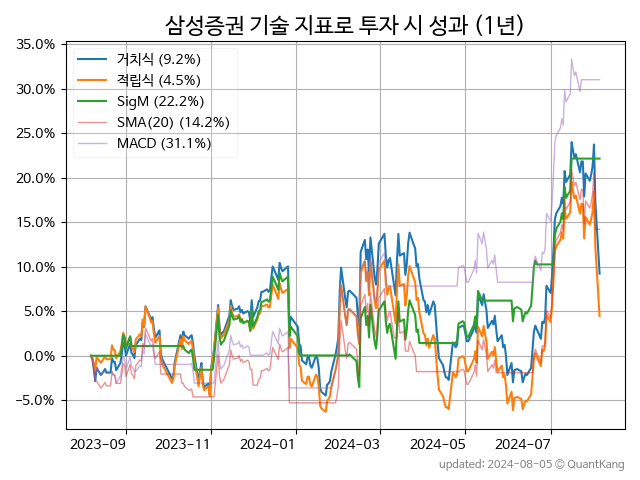 삼성증권 기술 지표로 투자 시 성과 (1년)
35.0%
30.0%
25.0%
20.0%
15.0%
10.0%
5.0%
0.0%
−5.0%
거치식 (9.2%)
적립식 (4.5%)
SigM (22.2%)
SMA(20) (14.2%)
MACD (31.1%)
2023-09 2023-11 2024-01 2024-03 2024-05 2024-07
updated: 2024-08-05 © QuantKang